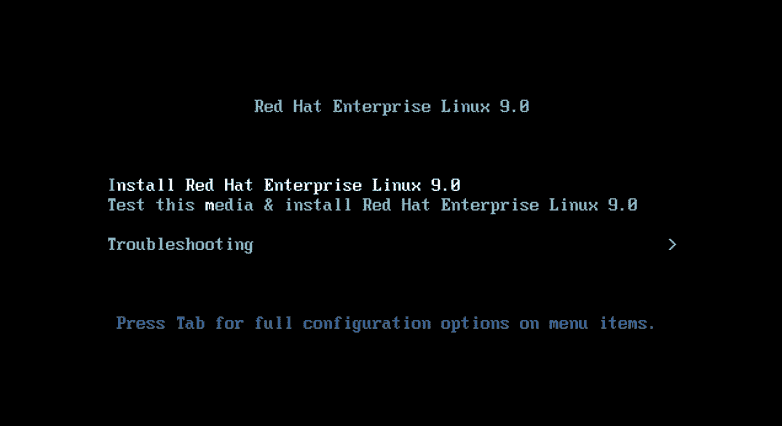 Red Hat Enterprise Linux 9.0
Install Red Hat Enterprise Linux 9.0
Test this media & install Red Hat Enterprise Linux 9.0
Troubleshooting >
Press Tab for full configuration options on menu items.